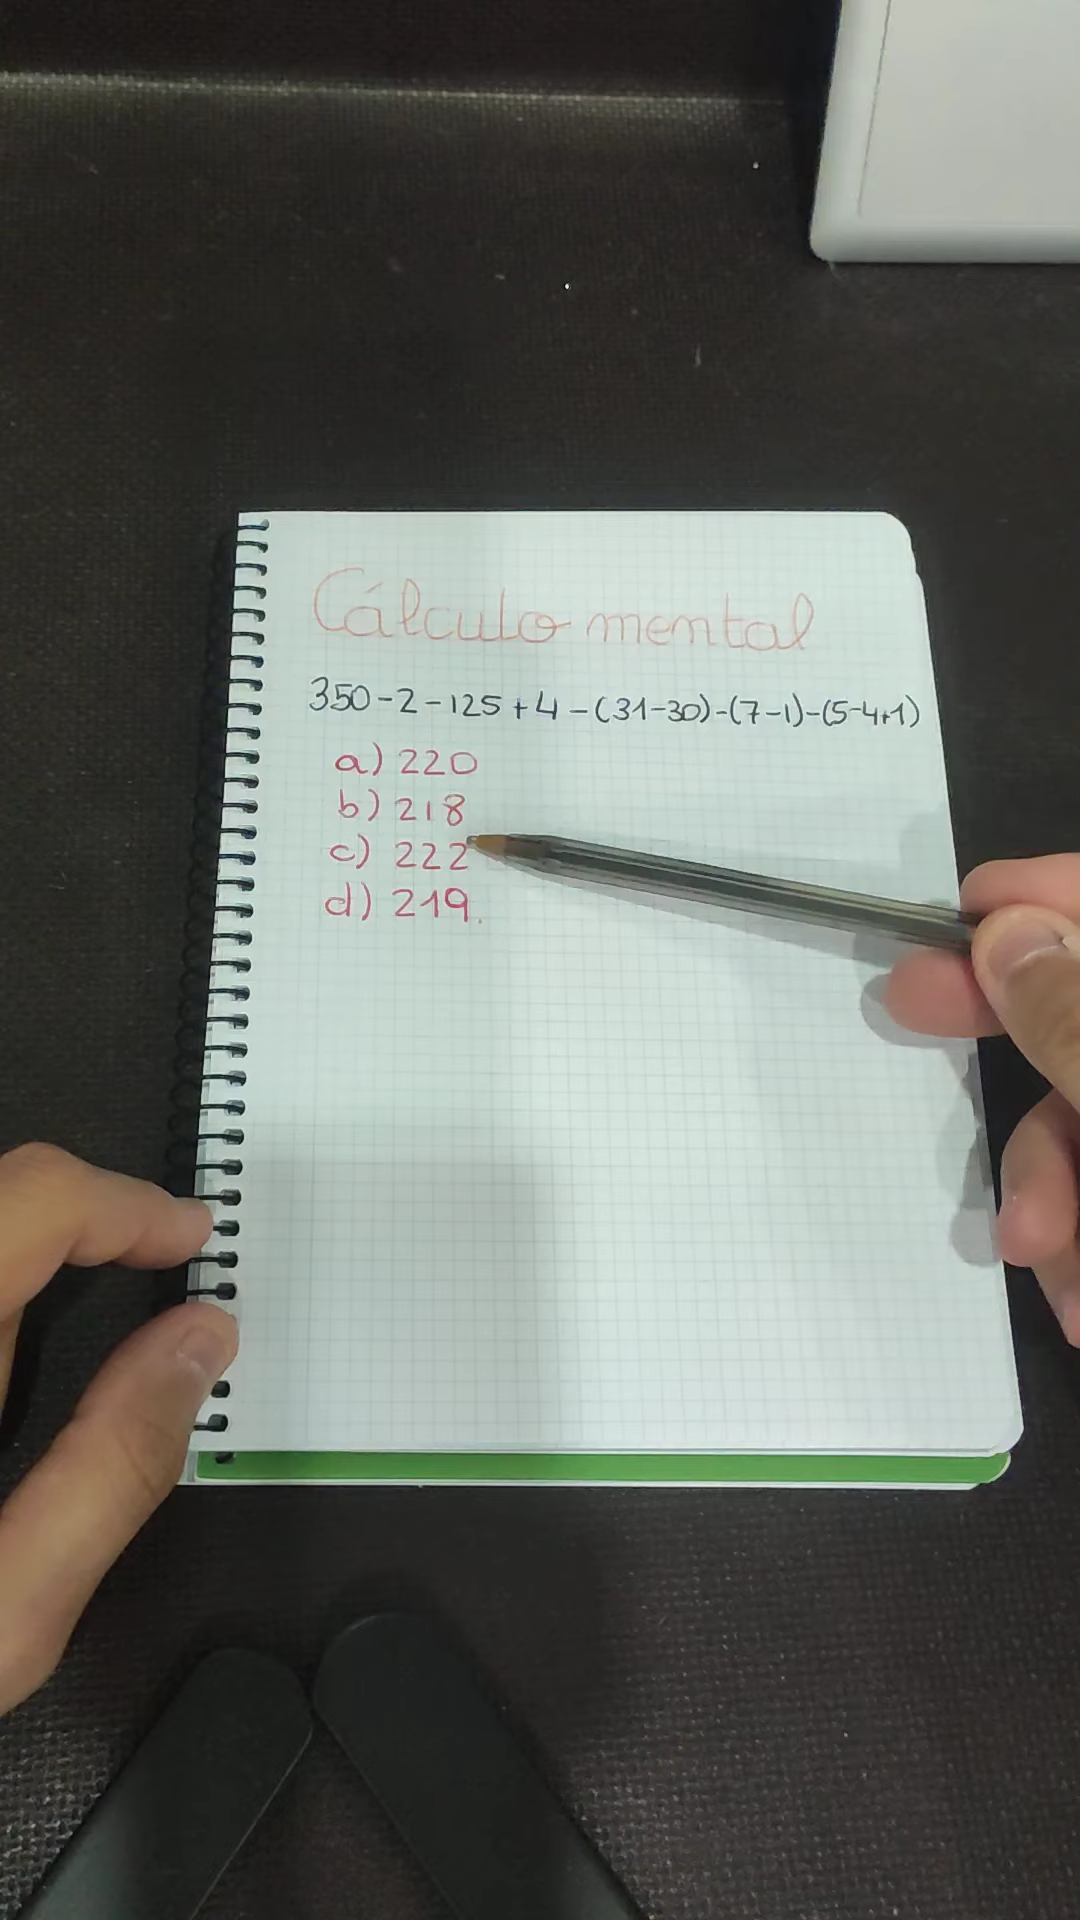 Cálculo mental
350-2-125+4-(31-30)-(7-1)-(5-4+1)
a) 220
b) 218
c) 222
d) 219.